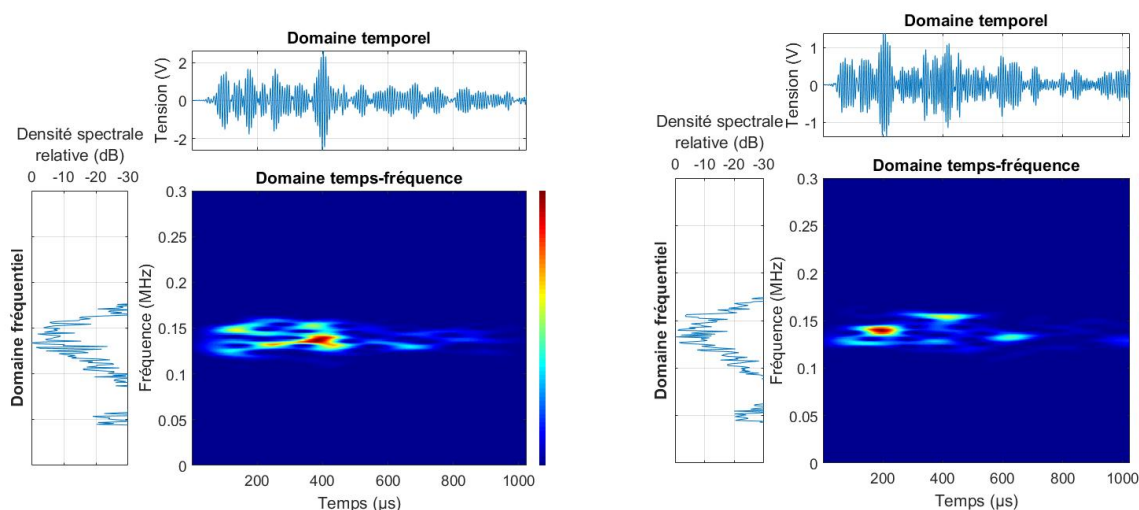 Domaine temporel
Tension (V)
2
0
-2
Densité spectrale
relative (dB)
0 -10 -20 -30
Domaine fréquentiel
Domaine temps-fréquence
Fréquence (MHz)
0.3
0.25
0.2
0.15
0.1
0.05
0
200 400 600 800 1000
Temps (µs)
Domaine temporel
Tension (V)
1
0
-1
Densité spectrale
relative (dB)
0 -10 -20 -30
Domaine fréquentiel
Domaine temps-fréquence
Fréquence (MHz)
0.3
0.25
0.2
0.15
0.1
0.05
0
200 400 600 800 1000
Temps (µs)